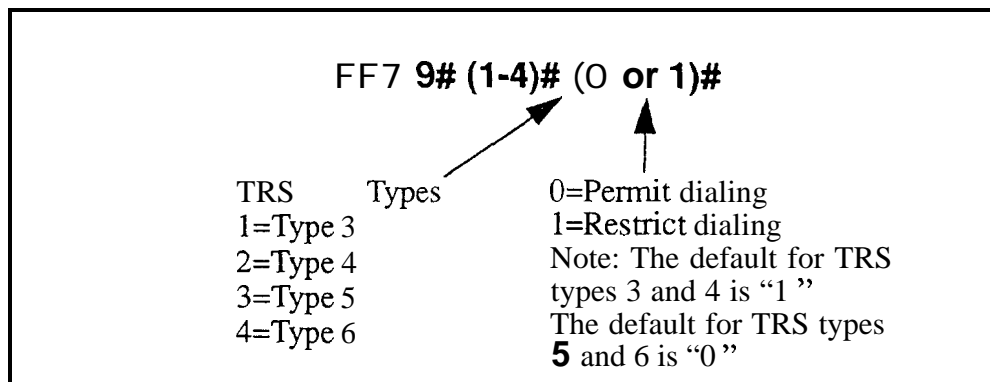 FF7 9# (1-4)# (0 or 1)#
TRS Types
1=Type 3
2=Type 4
3=Type 5
4=Type 6
0=Permit dialing
1=Restrict dialing
Note: The default for TRS
types 3 and 4 is “1 ”
The default for TRS types
5 and 6 is “0 ”